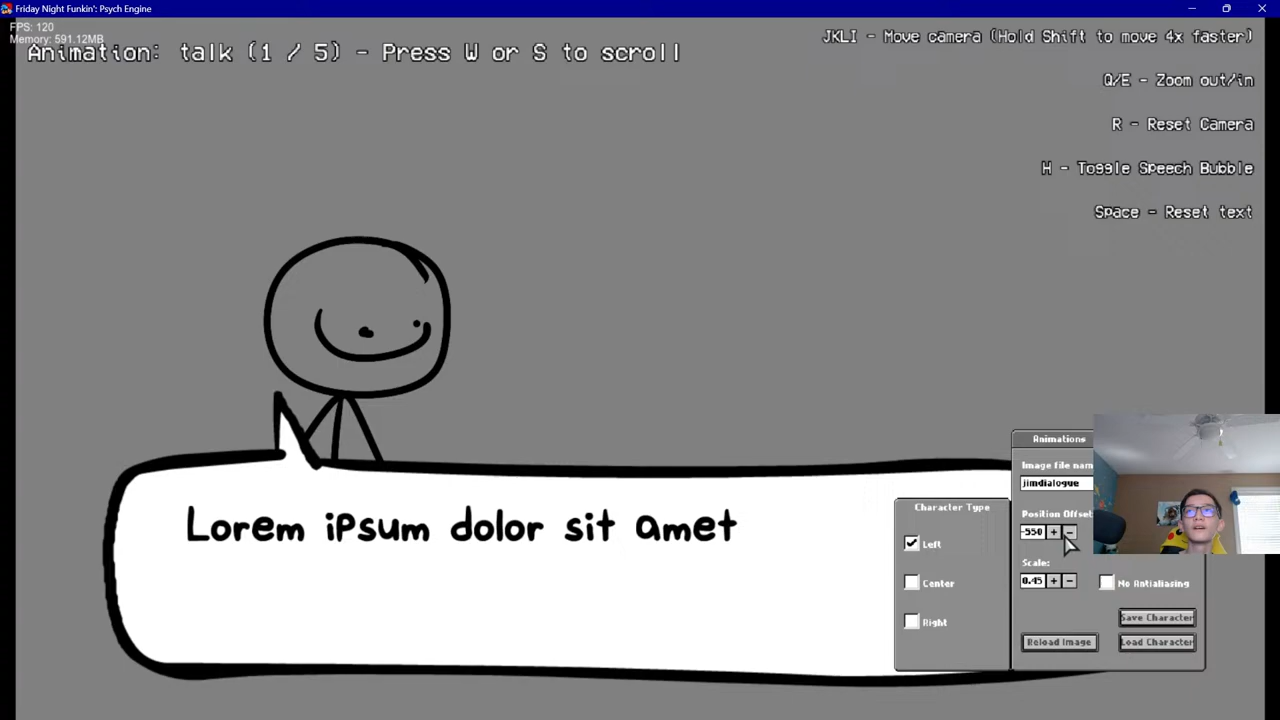 Friday Night Funkin': Psych Engine
FPS: 120
Memory: 591.12MB
Animation: talk (1 / 5) - Press W or S to scroll
JKLI - Move camera (Hold Shift to move 4x faster)
Q/E - Zoom out/in
R - Reset Camera
H - Toggle Speech Bubble
Space - Reset text
Lorem ipsum dolor sit amet
Character Type
Left
Center
Right
Animations
Image file nam
jimdialogue
Position Offset
-550 + -
Scale:
0.45 + -
No Antialiasing
Save Character
Reload Image
Load Character